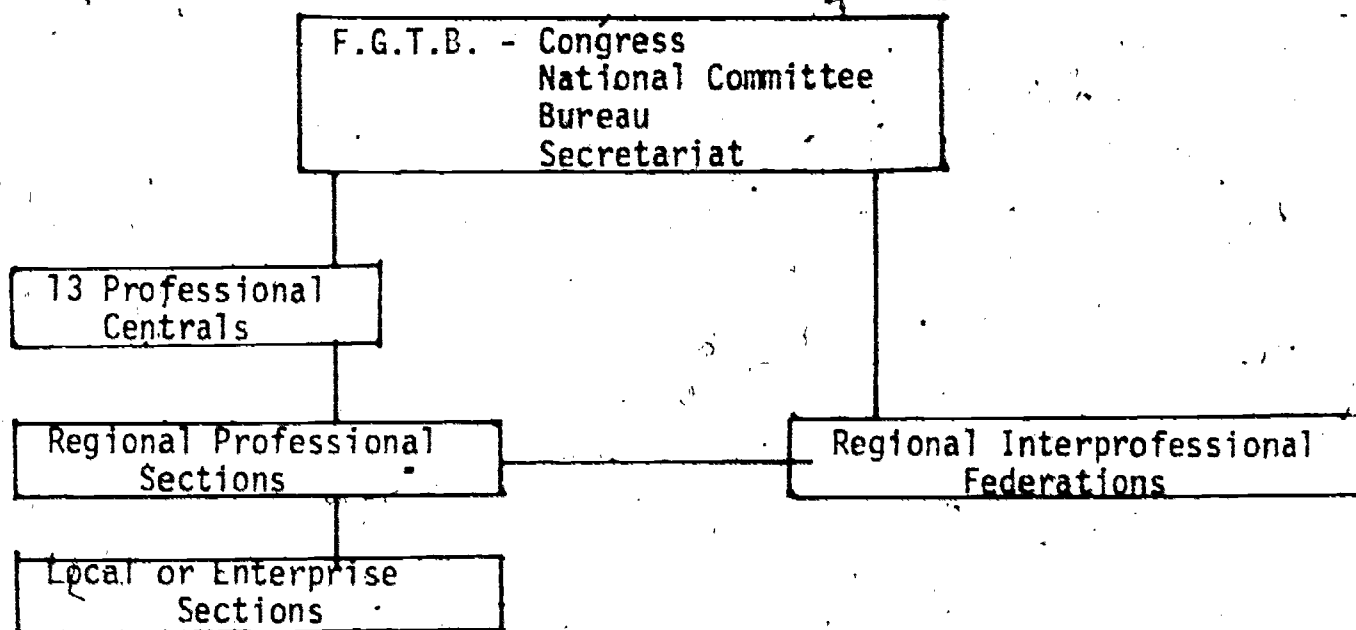 F.G.T.B. - Congress
National Committee
Bureau
Secretariat
13 Professional
Centrals
Regional Professional
Sections
Regional Interprofessional
Federations
Local or Enterprise
Sections